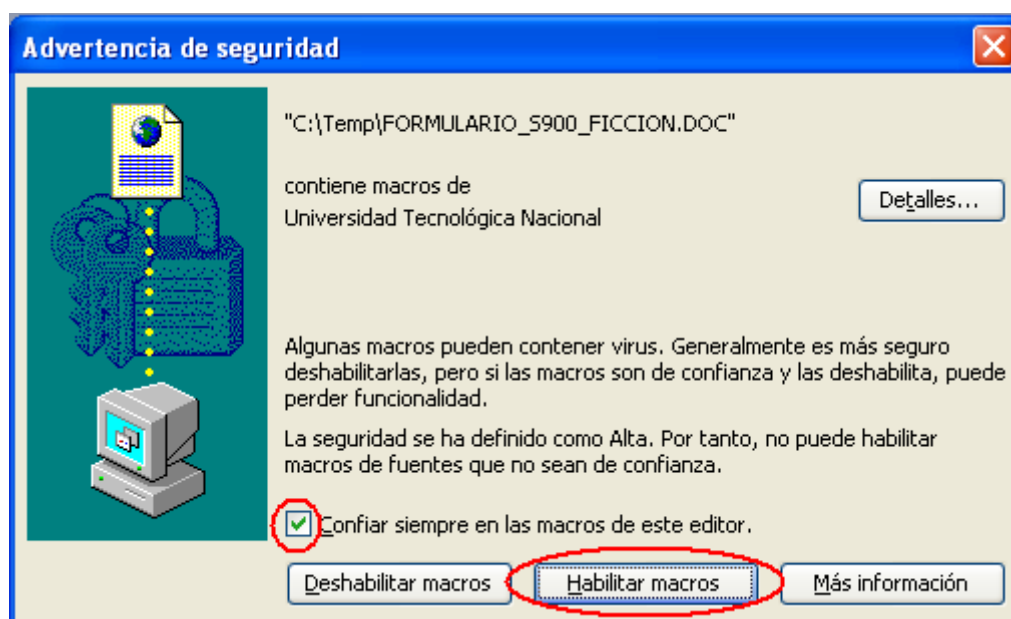 Advertencia de seguridad
"C:\Temp\FORMULARIO_S900_FICCION.DOC"
contiene macros de
Universidad Tecnológica Nacional
Detalles...
Algunas macros pueden contener virus. Generalmente es más seguro
deshabilitarlas, pero si las macros son de confianza y las deshabilita, puede
perder funcionalidad.
La seguridad se ha definido como Alta. Por tanto, no puede habilitar
macros de fuentes que no sean de confianza.
Confiar siempre en las macros de este editor.
Deshabilitar macros
Habilitar macros
Más información